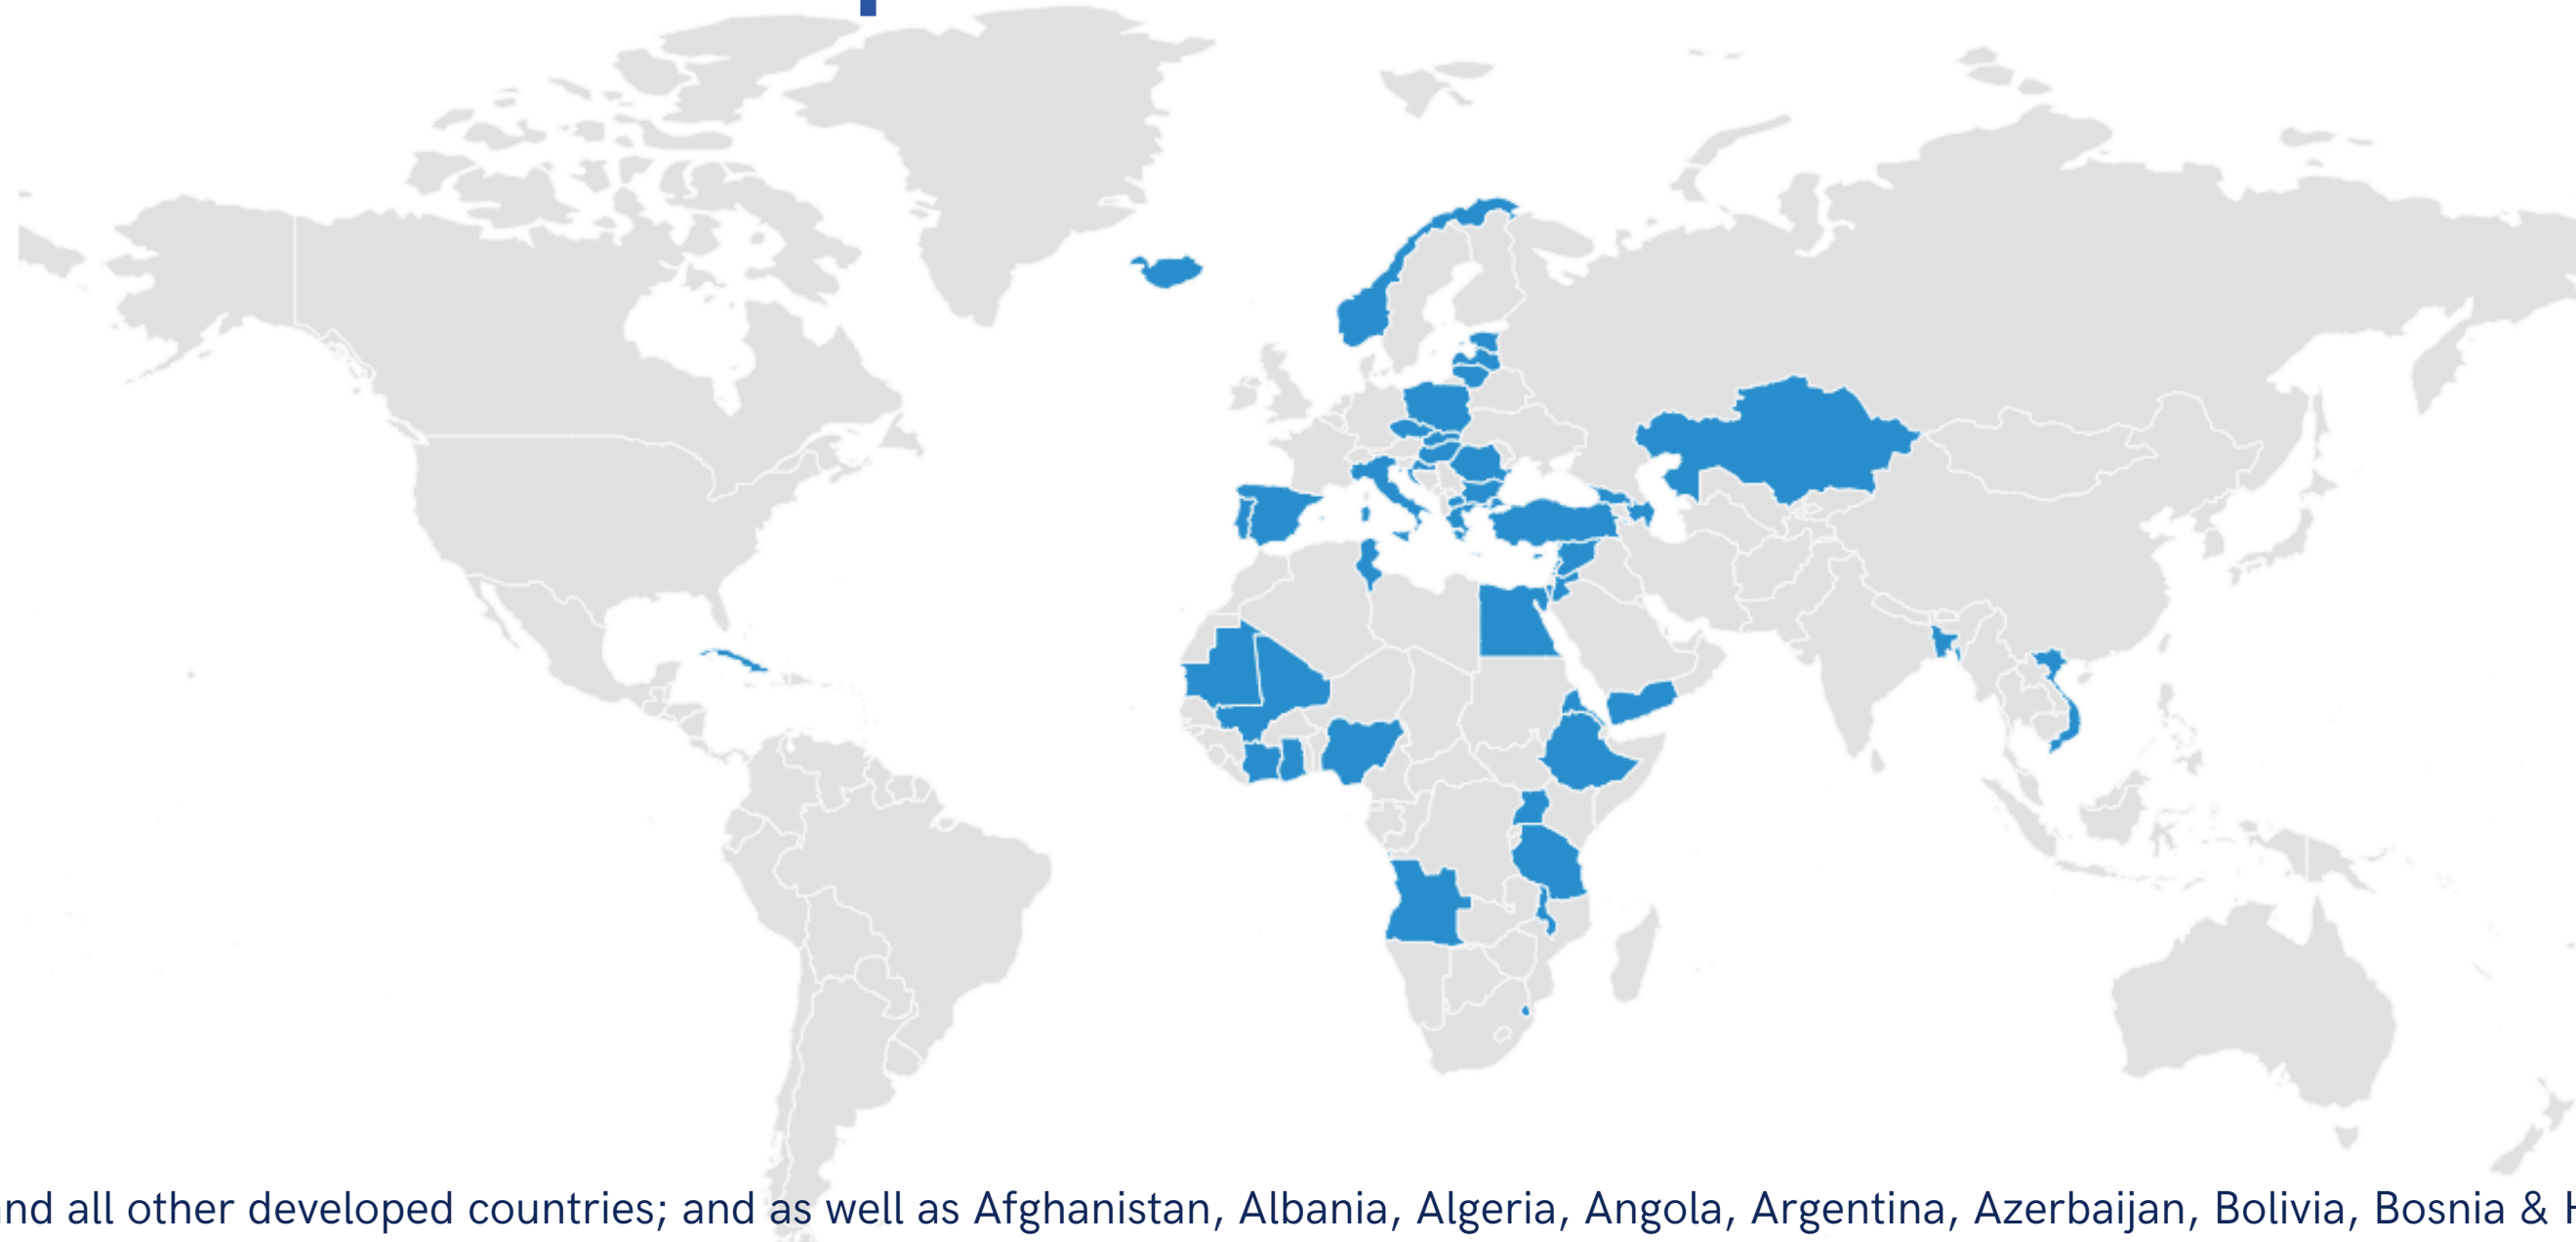 nd all other developed countries; and as well as Afghanistan, Albania, Algeria, Angola, Argentina, Azerbaijan, Bolivia, Bosnia &